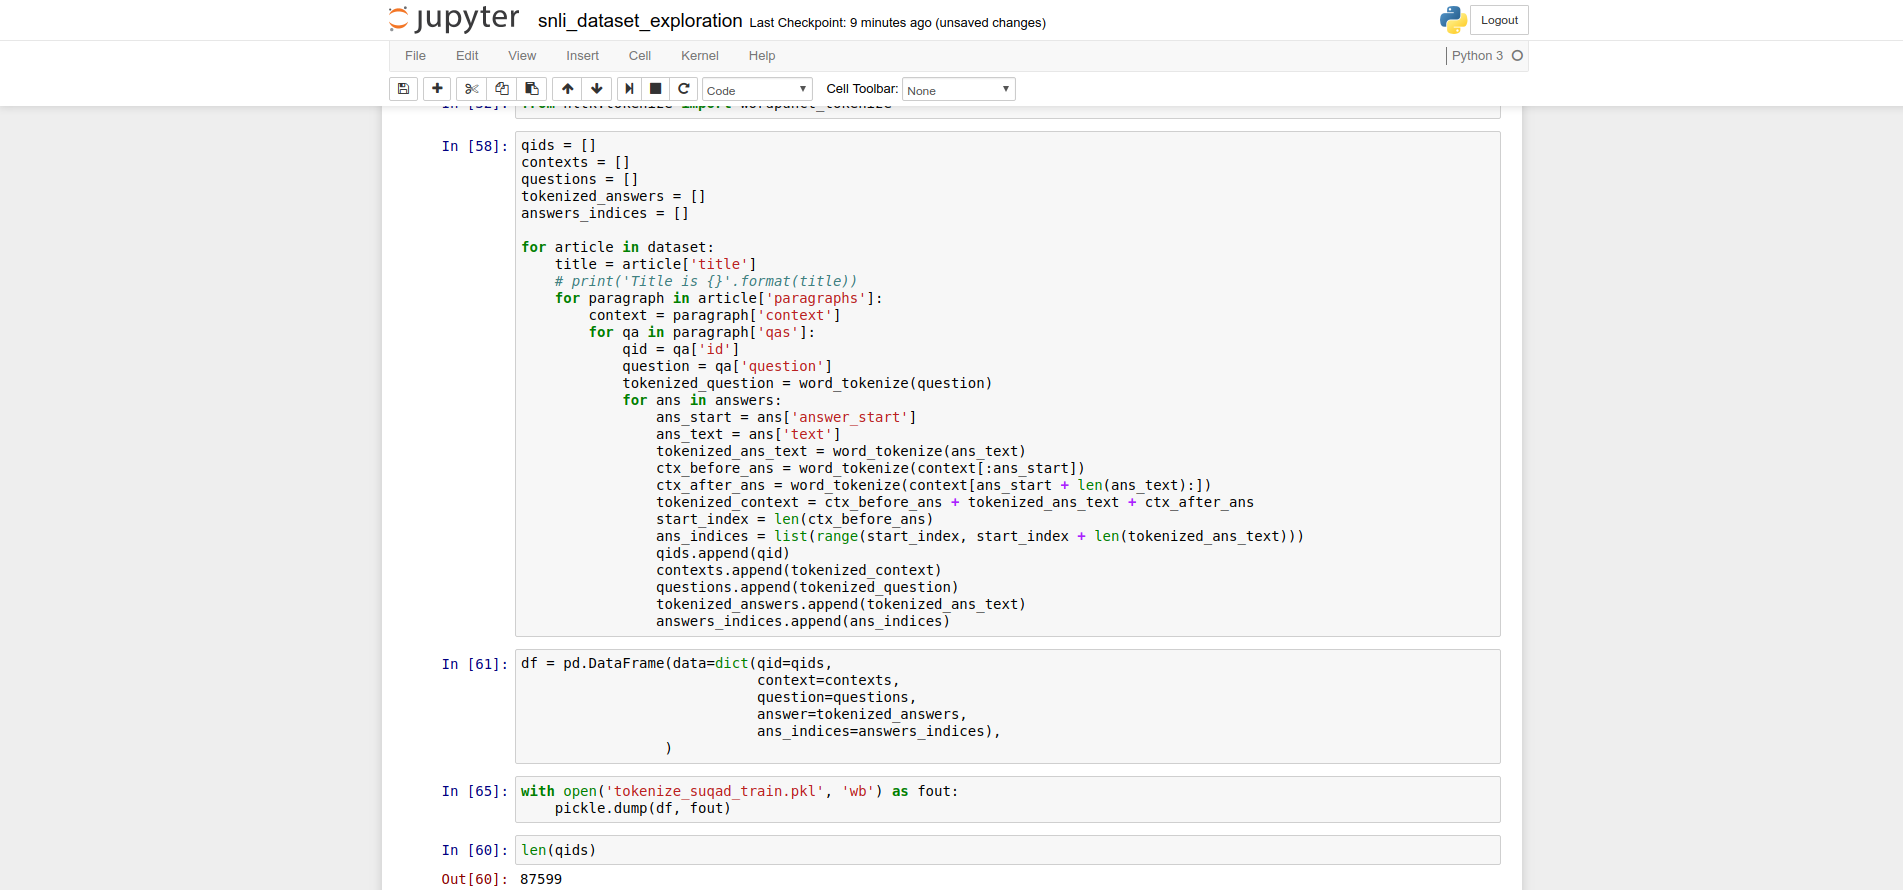 jupyter snli_dataset_exploration Last Checkpoint: 9 minutes ago (unsaved changes) Logout
File Edit View Insert Cell Kernel Help Python 3
Code Cell Toolbar: None
In [58]: qids = []
contexts = []
questions = []
tokenized_answers = []
answers_indices = []
for article in dataset:
    title = article['title']
    # print('Title is {}'.format(title))
    for paragraph in article['paragraphs']:
        context = paragraph['context']
        for qa in paragraph['qas']:
            qid = qa['id']
            question = qa['question']
            tokenized_question = word_tokenize(question)
            for ans in answers:
                ans_start = ans['answer_start']
                ans_text = ans['text']
                tokenized_ans_text = word_tokenize(ans_text)
                ctx_before_ans = word_tokenize(context[:ans_start])
                ctx_after_ans = word_tokenize(context[ans_start + len(ans_text):])
                tokenized_context = ctx_before_ans + tokenized_ans_text + ctx_after_ans
                start_index = len(ctx_before_ans)
                ans_indices = list(range(start_index, start_index + len(tokenized_ans_text)))
                qids.append(qid)
                contexts.append(tokenized_context)
                questions.append(tokenized_question)
                tokenized_answers.append(tokenized_ans_text)
                answers_indices.append(ans_indices)
In [61]: df = pd.DataFrame(data=dict(qid=qids,
                            context=contexts,
                            question=questions,
                            answer=tokenized_answers,
                            ans_indices=answers_indices),
                 )
In [65]: with open('tokenize_suqad_train.pkl', 'wb') as fout:
    pickle.dump(df, fout)
In [60]: len(qids)
Out[60]: 87599